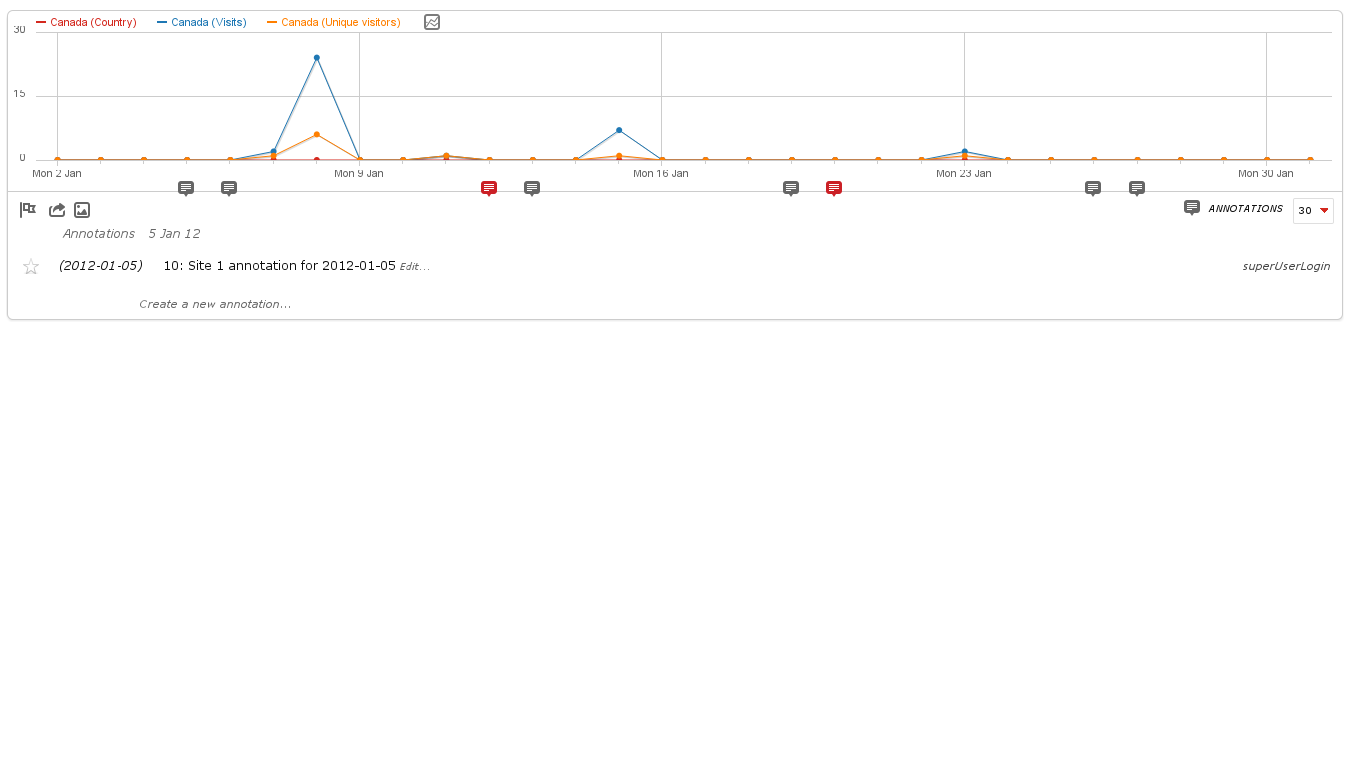 Canada (Country) Canada (Visits) Canada (Unique visitors)
30
15
0
Mon 2 Jan Mon 9 Jan Mon 16 Jan Mon 23 Jan Mon 30 Jan
ANNOTATIONS 30
Annotations 5 Jan 12
(2012-01-05) 10: Site 1 annotation for 2012-01-05 Edit... superUserLogin
Create a new annotation...